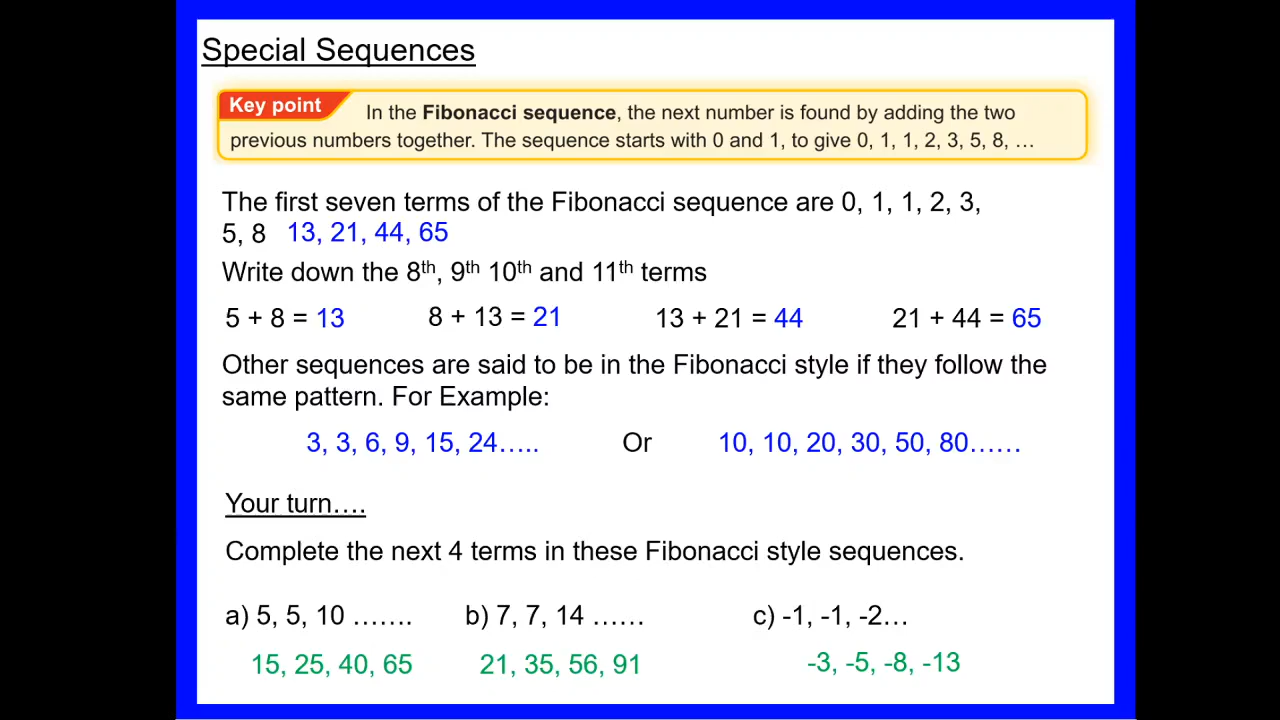 Special Sequences
Key point
In the Fibonacci sequence, the next number is found by adding the two
previous numbers together. The sequence starts with 0 and 1, to give 0, 1, 1, 2, 3, 5, 8, …
The first seven terms of the Fibonacci sequence are 0, 1, 1, 2, 3,
5, 8 13, 21, 44, 65
Write down the 8th, 9th 10th and 11th terms
5 + 8 = 13 8 + 13 = 21 13 + 21 = 44 21 + 44 = 65
Other sequences are said to be in the Fibonacci style if they follow the
same pattern. For Example:
3, 3, 6, 9, 15, 24….. Or 10, 10, 20, 30, 50, 80……
Your turn….
Complete the next 4 terms in these Fibonacci style sequences.
a) 5, 5, 10 ……. b) 7, 7, 14 …… c) -1, -1, -2…
15, 25, 40, 65 21, 35, 56, 91 -3, -5, -8, -13